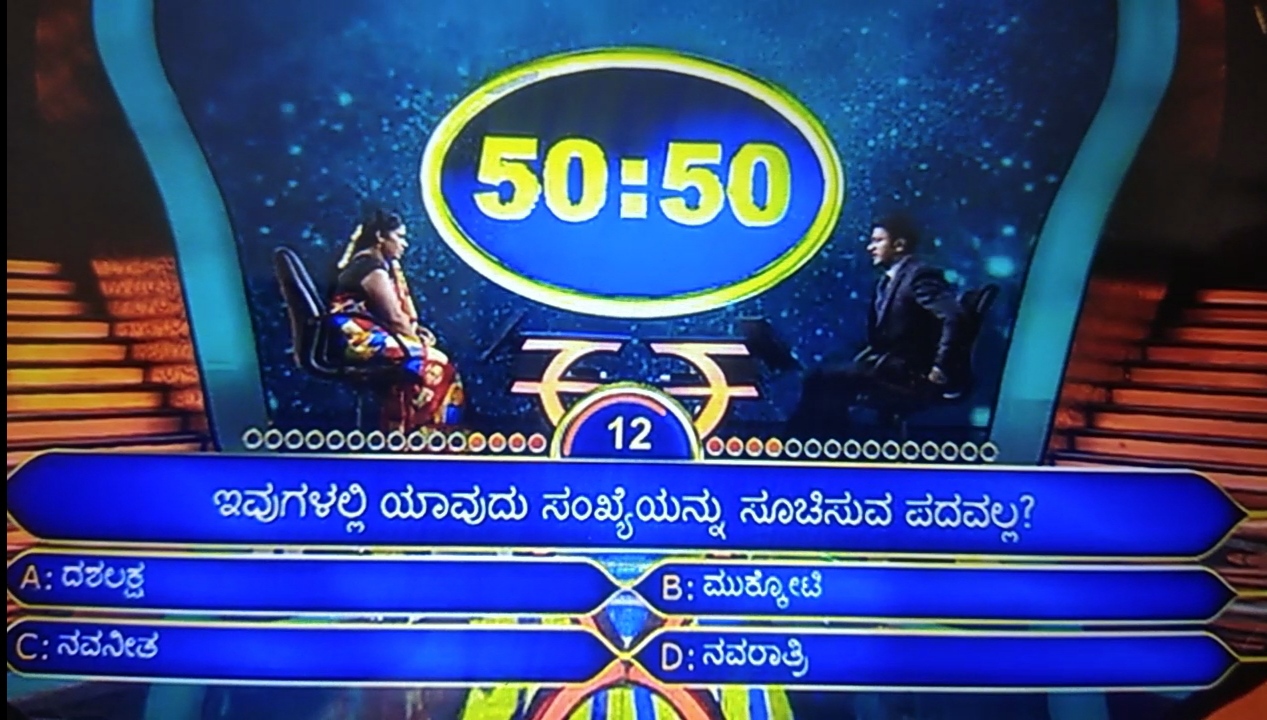 50:50
12
ಇವುಗಳಲ್ಲಿ ಯಾವುದು ಸಂಖ್ಯೆಯನ್ನು ಸೂಚಿಸುವ ಪದವಲ್ಲ?
A: ದಶಲಕ್ಷ
B: ಮುಕ್ಕೋಟಿ
C: ನವನೀತ
D: ನವರಾತ್ರಿ